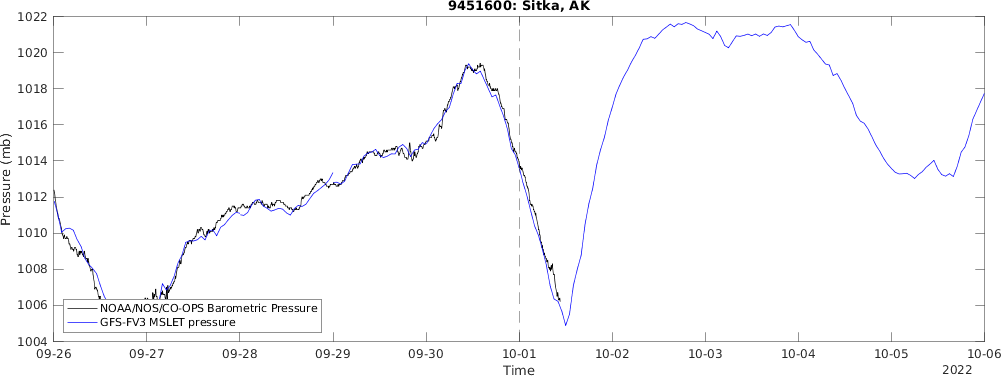 9451600: Sitka, AK
Pressure (mb)
1022
1020
1018
1016
1014
1012
1010
1008
1006
1004
NOAA/NOS/CO-OPS Barometric Pressure
GFS-FV3 MSLET pressure
09-26 09-27 09-28 09-29 09-30 10-01 10-02 10-03 10-04 10-05 10-06
Time
2022